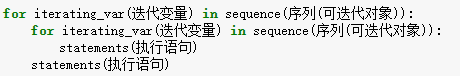 for iterating_var(迭代变量) in sequence(序列(可迭代对象)):
    for iterating_var(迭代变量) in sequence(序列(可迭代对象)):
        statements(执行语句)
    statements(执行语句)